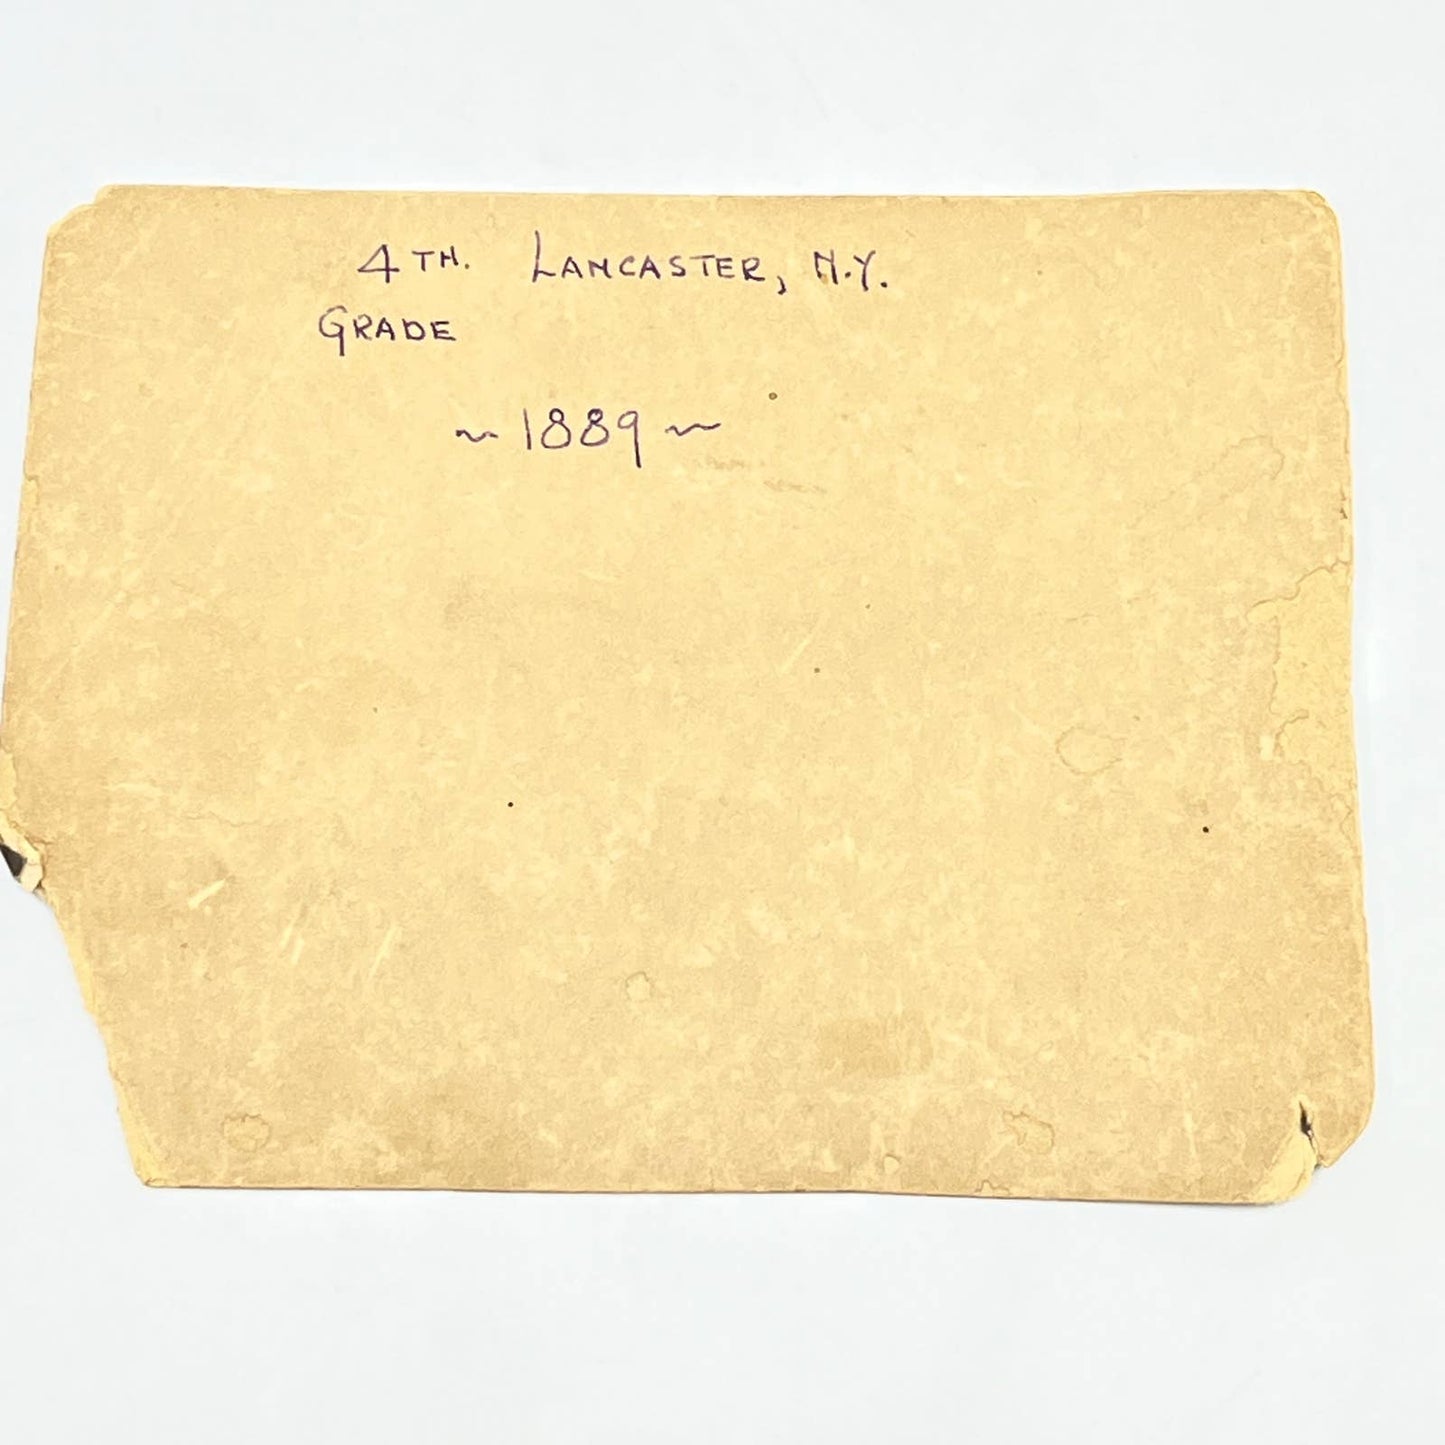 4TH. LANCASTER, N.Y.
GRADE
~ 1889 ~